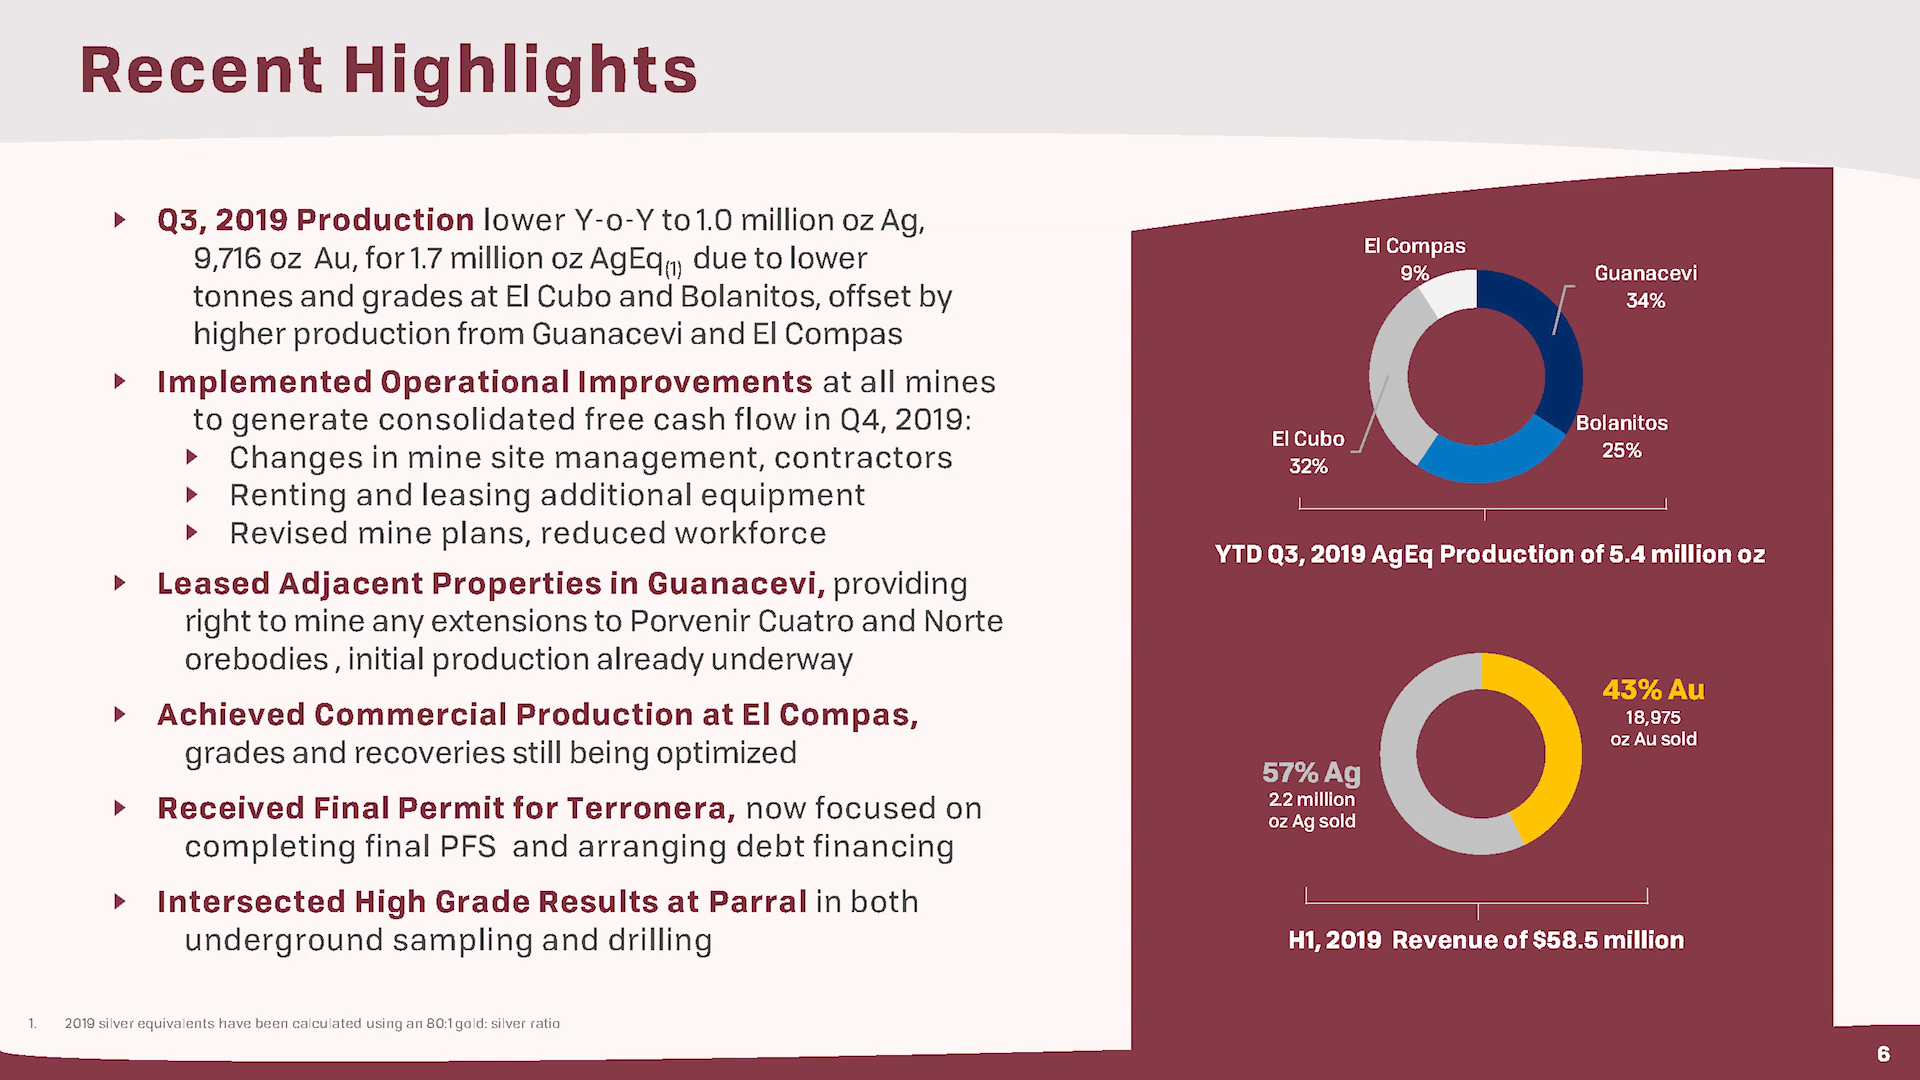 Recent Highlights
Q3, 2019 Production lower Y-o-Y to 1.0 million oz Ag,
9,716 oz Au, for 1.7 million oz AgEq(1) due to lower
tonnes and grades at El Cubo and Bolanitos, offset by
higher production from Guanacevi and El Compas
Implemented Operational Improvements at all mines
to generate consolidated free cash flow in Q4, 2019:
Changes in mine site management, contractors
Renting and leasing additional equipment
Revised mine plans, reduced workforce
Leased Adjacent Properties in Guanacevi, providing
right to mine any extensions to Porvenir Cuatro and Norte
orebodies , initial production already underway
Achieved Commercial Production at El Compas,
grades and recoveries still being optimized
Received Final Permit for Terronera, now focused on
completing final PFS and arranging debt financing
Intersected High Grade Results at Parral in both
underground sampling and drilling
El Compas
9%
Guanacevi
34%
Bolanitos
25%
El Cubo
32%
YTD Q3, 2019 AgEq Production of 5.4 million oz
43% Au
18,975
oz Au sold
57% Ag
2.2 million
oz Ag sold
H1, 2019 Revenue of $58.5 million
1. 2019 silver equivalents have been calculated using an 80:1 gold: silver ratio
6